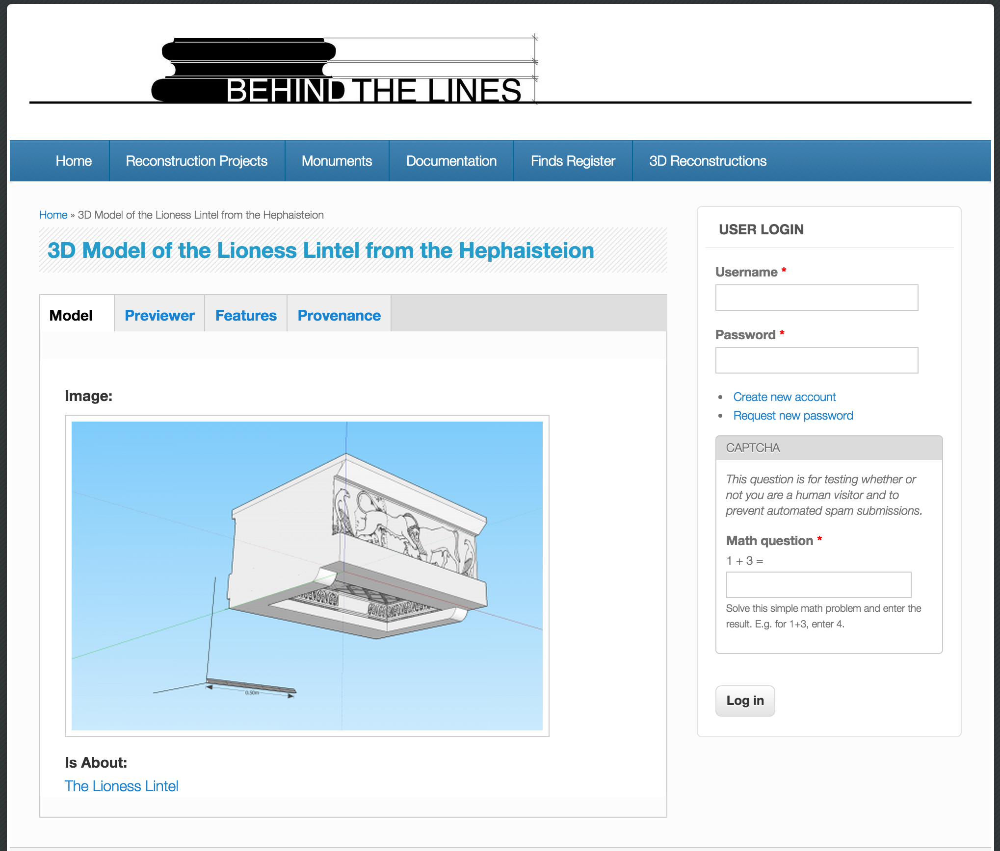 BEHIND THE LINES
Home
Reconstruction Projects
Monuments
Documentation
Finds Register
3D Reconstructions
Home » 3D Model of the Lioness Lintel from the Hephaisteion
3D Model of the Lioness Lintel from the Hephaisteion
Model
Previewer
Features
Provenance
Image:
0.50m
Is About:
The Lioness Lintel
USER LOGIN
Username *
Password *
Create new account
Request new password
CAPTCHA
This question is for testing whether or
not you are a human visitor and to
prevent automated spam submissions.
Math question *
1 + 3 =
Solve this simple math problem and enter the
result. E.g. for 1+3, enter 4.
Log in